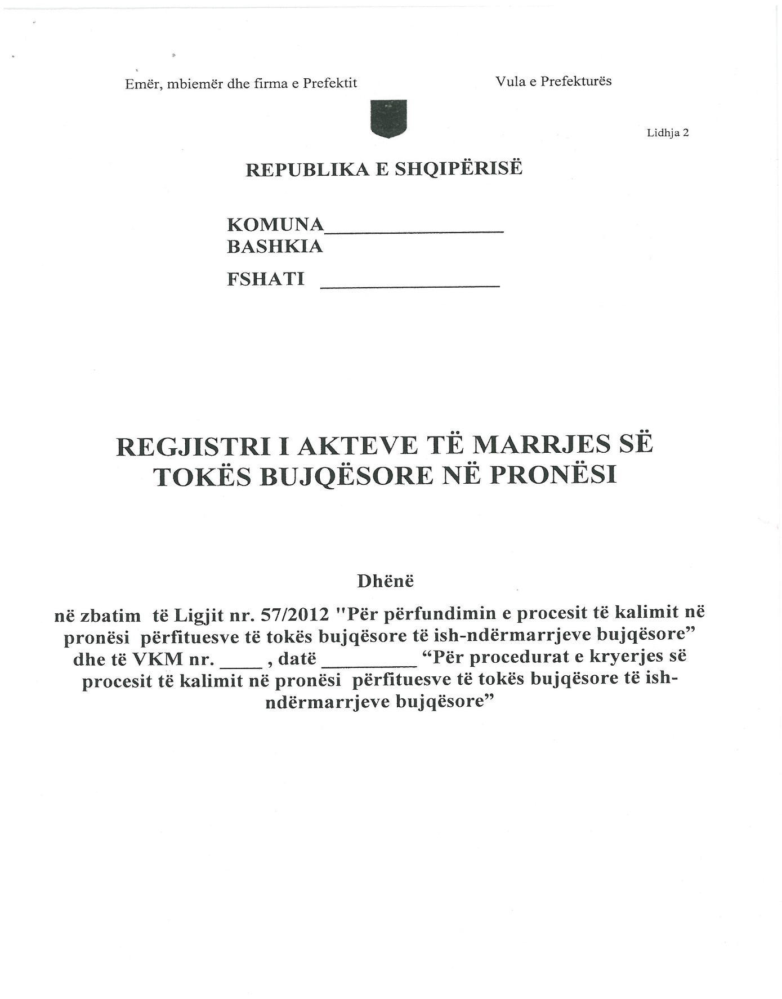 Emër, mbiemër dhe firma e Prefektit
Vula e Prefekturës
Lidhja 2
REPUBLIKA E SHQIPËRISË
KOMUNA____________________
BASHKIA
FSHATI ____________________
REGJISTRI I AKTEVE TË MARRJES SË
TOKËS BUJQËSORE NË PRONËSI
Dhënë
në zbatim të Ligjit nr. 57/2012 "Për përfundimin e procesit të kalimit në
pronësi përfituesve të tokës bujqësore të ish-ndërmarrjeve bujqësore”
dhe të VKM nr. ____ , datë _________ “Për procedurat e kryerjes së
procesit të kalimit në pronësi përfituesve të tokës bujqësore të ish-
ndërmarrjeve bujqësore”